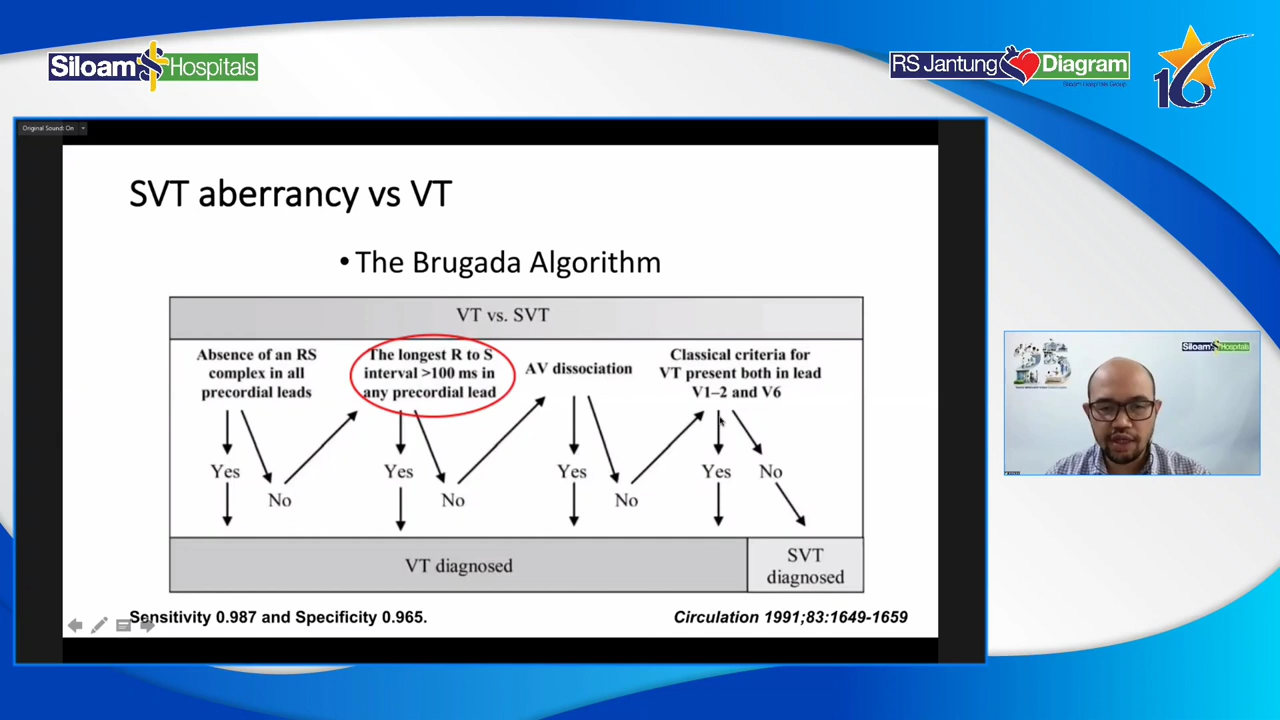 Siloam Hospitals
RS Jantung Diagram
Siloam Hospitals Group
16
Original Sound: On
SVT aberrancy vs VT
• The Brugada Algorithm
VT vs. SVT
Absence of an RS
complex in all
precordial leads
The longest R to S
interval >100 ms in
any precordial lead
AV dissociation
Classical criteria for
VT present both in lead
V1–2 and V6
Yes
No
Yes
No
Yes
No
Yes
No
VT diagnosed
SVT
diagnosed
Sensitivity 0.987 and Specificity 0.965.
Circulation 1991;83:1649-1659
Siloam Hospitals